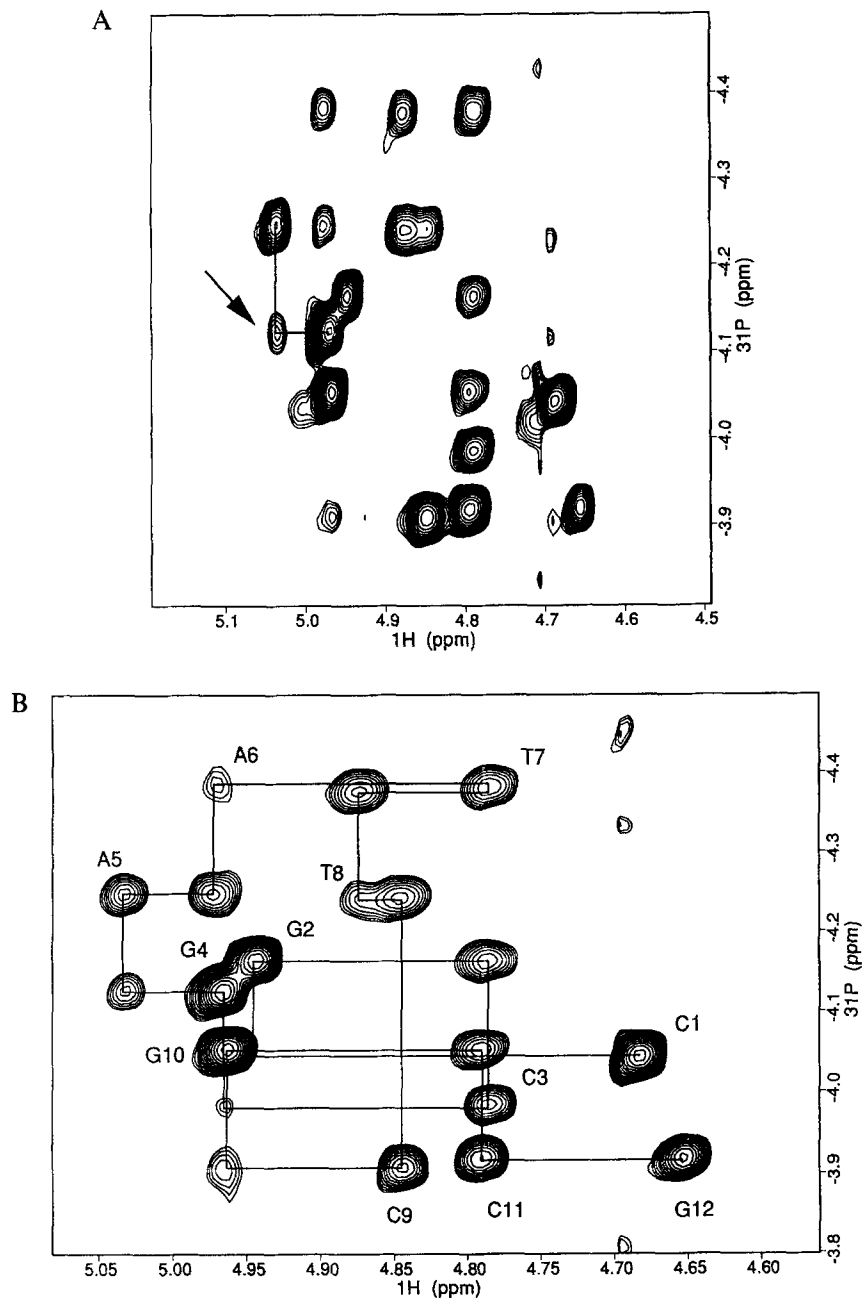 A
-4.4
-4.3
-4.2
-4.1
-4.0
-3.9
31P (ppm)
5.1 5.0 4.9 4.8 4.7 4.6 4.5
1H (ppm)
B
A6
T7
A5
T8
G4
G2
G10
C1
C3
C9
C11
G12
-4.4
-4.3
-4.2
-4.1
-4.0
-3.9
-3.8
31P (ppm)
5.05 5.00 4.95 4.90 4.85 4.80 4.75 4.70 4.65 4.60
1H (ppm)